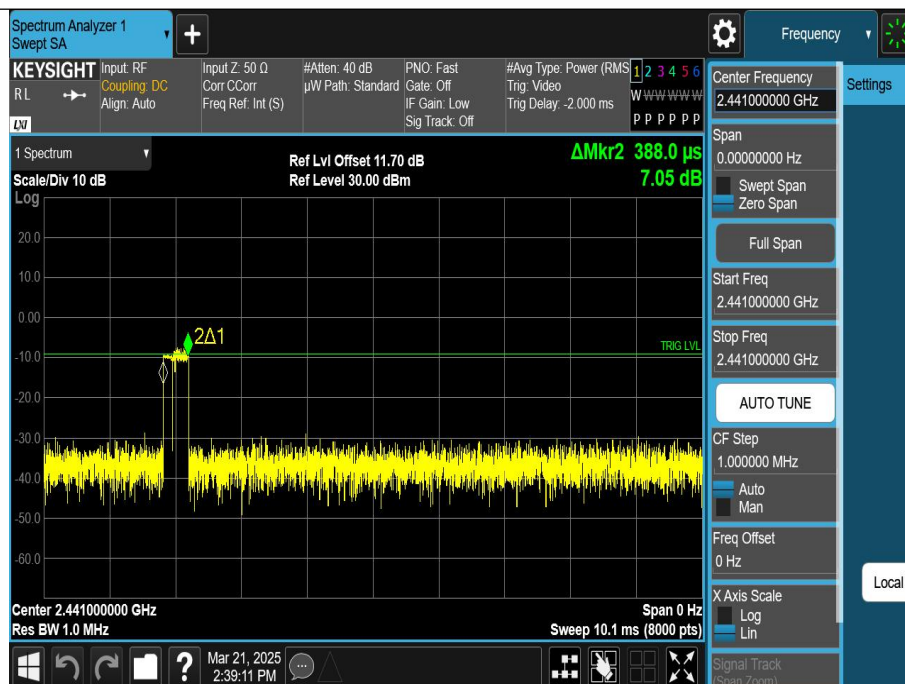 Spectrum Analyzer 1
Swept SA
Frequency
KEYSIGHT
RL
LXI
Input: RF
Coupling: DC
Align: Auto
Input Z: 50 Ω
Corr CCorr
Freq Ref: Int (S)
#Atten: 40 dB
µW Path: Standard
PNO: Fast
Gate: Off
IF Gain: Low
Sig Track: Off
#Avg Type: Power (RMS
Trig: Video
Trig Delay: -2.000 ms
1 2 3 4 5 6
W W W W W W
P P P P P P
1 Spectrum
Scale/Div 10 dB
Log
Ref Lvl Offset 11.70 dB
Ref Level 30.00 dBm
ΔMkr2 388.0 µs
7.05 dB
20.0
10.0
0.00
-10.0
-20.0
-30.0
-40.0
-50.0
-60.0
2Δ1
TRIG LVL
Center 2.441000000 GHz
Res BW 1.0 MHz
Span 0 Hz
Sweep 10.1 ms (8000 pts)
Mar 21, 2025
2:39:11 PM
Center Frequency
2.441000000 GHz
Span
0.00000000 Hz
Swept Span
Zero Span
Full Span
Start Freq
2.441000000 GHz
Stop Freq
2.441000000 GHz
AUTO TUNE
CF Step
1.000000 MHz
Auto
Man
Freq Offset
0 Hz
X Axis Scale
Log
Lin
Signal Track
(Span Zoom)
Settings
Local